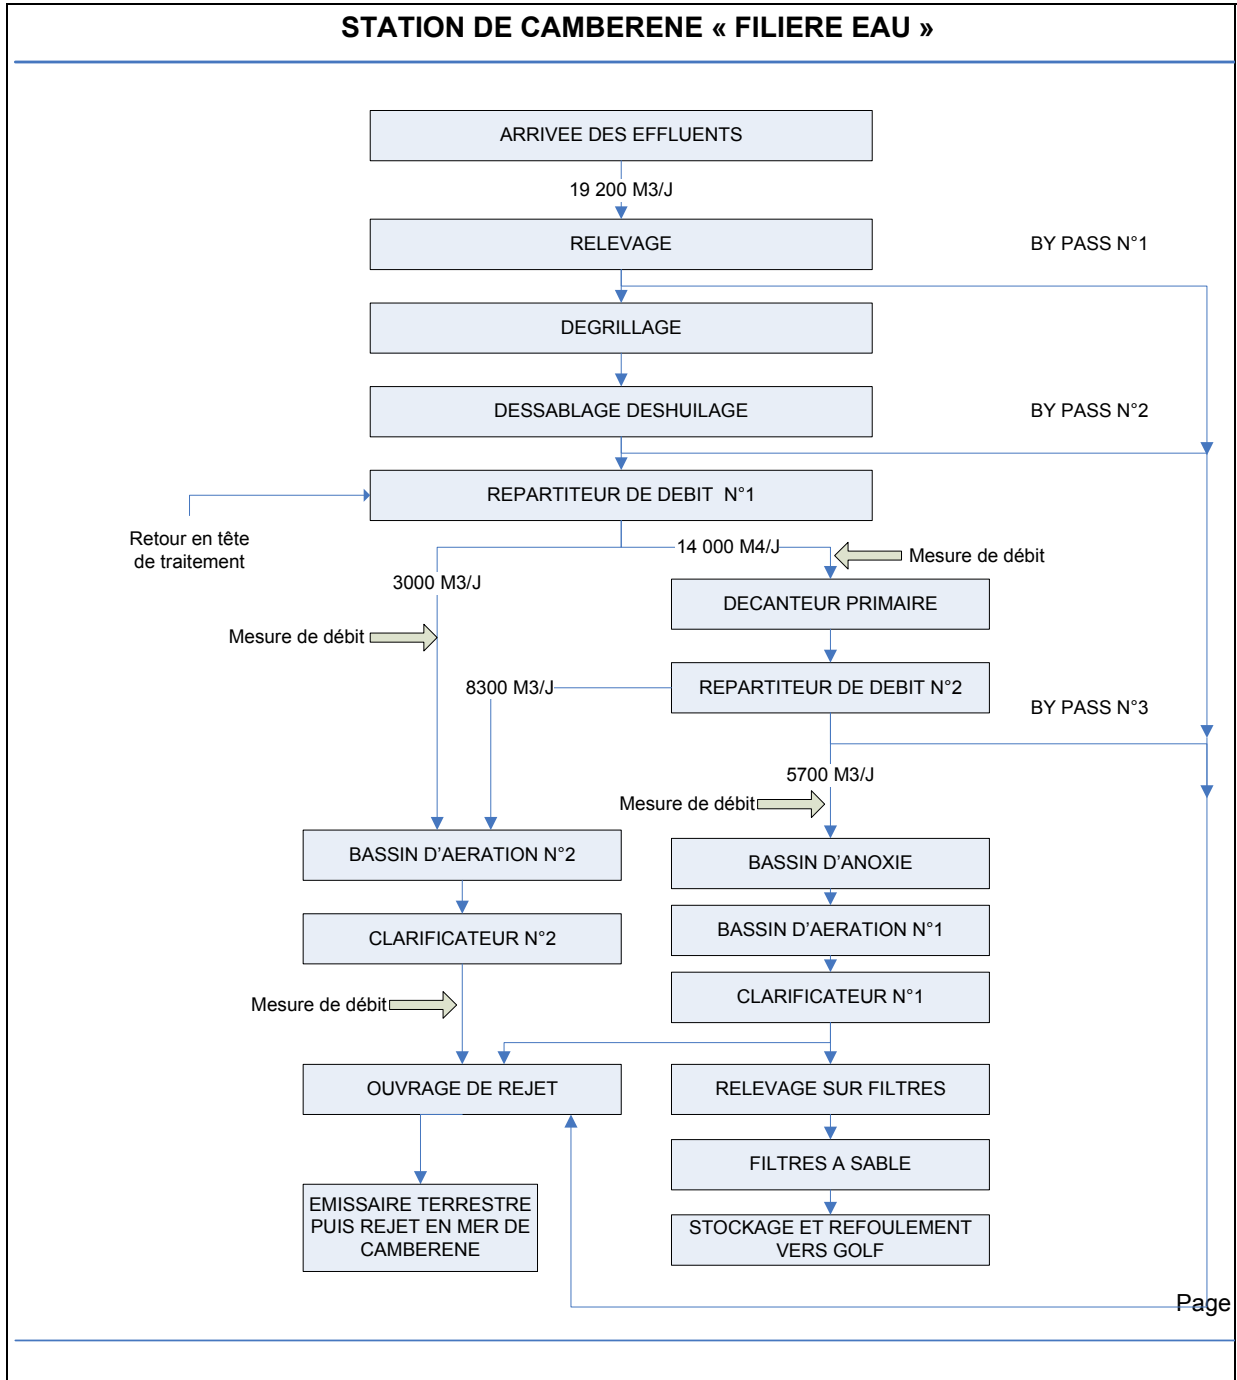 STATION DE CAMBERENE « FILIERE EAU »
ARRIVEE DES EFFLUENTS
19 200 M3/J
RELEVAGE
BY PASS N°1
DEGRILLAGE
DESSABLAGE DESHUILAGE
BY PASS N°2
REPARTITEUR DE DEBIT N°1
Retour en tête
de traitement
14 000 M4/J
Mesure de débit
3000 M3/J
DECANTEUR PRIMAIRE
Mesure de débit
8300 M3/J
REPARTITEUR DE DEBIT N°2
BY PASS N°3
5700 M3/J
Mesure de débit
BASSIN D'AERATION N°2
BASSIN D'ANOXIE
CLARIFICATEUR N°2
BASSIN D'AERATION N°1
Mesure de débit
CLARIFICATEUR N°1
OUVRAGE DE REJET
RELEVAGE SUR FILTRES
FILTRES A SABLE
EMISSAIRE TERRESTRE
PUIS REJET EN MER DE
CAMBERENE
STOCKAGE ET REFOULEMENT
VERS GOLF
Page